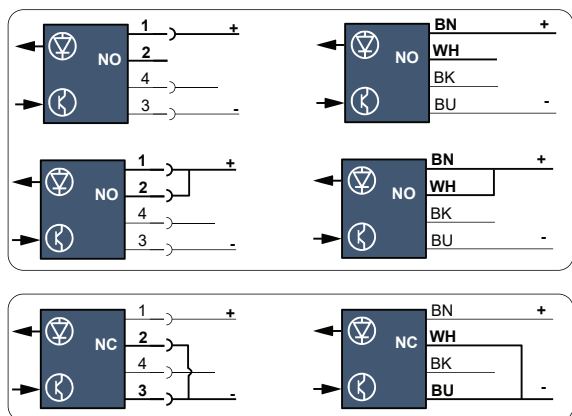 1 +
NO 2
4
3 -
BN +
NO WH
BK
BU -
1 +
NO 2
4
3 -
BN +
NO WH
BK
BU -
1 +
NC 2
4
3 -
BN +
NC WH
BK
BU -